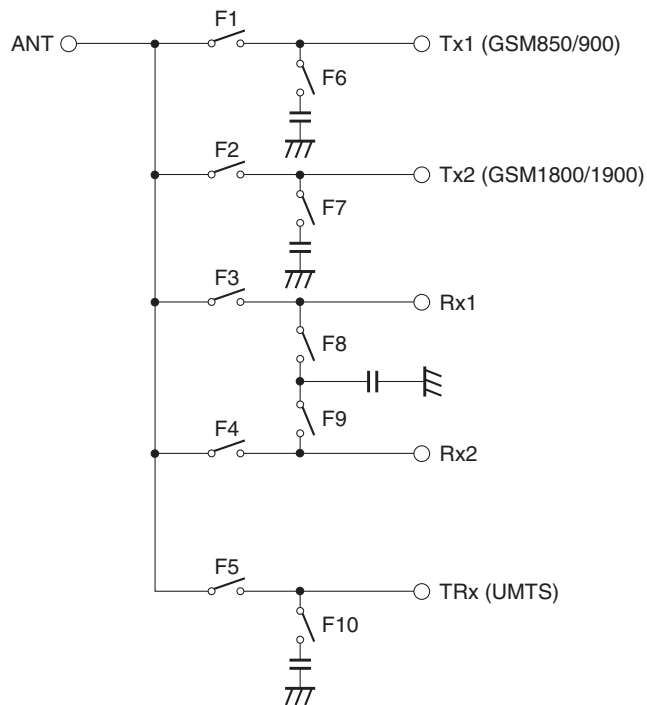 F1
ANT
Tx1 (GSM850/900)
F6
F2
Tx2 (GSM1800/1900)
F7
F3
Rx1
F8
F9
F4
Rx2
F5
TRx (UMTS)
F10